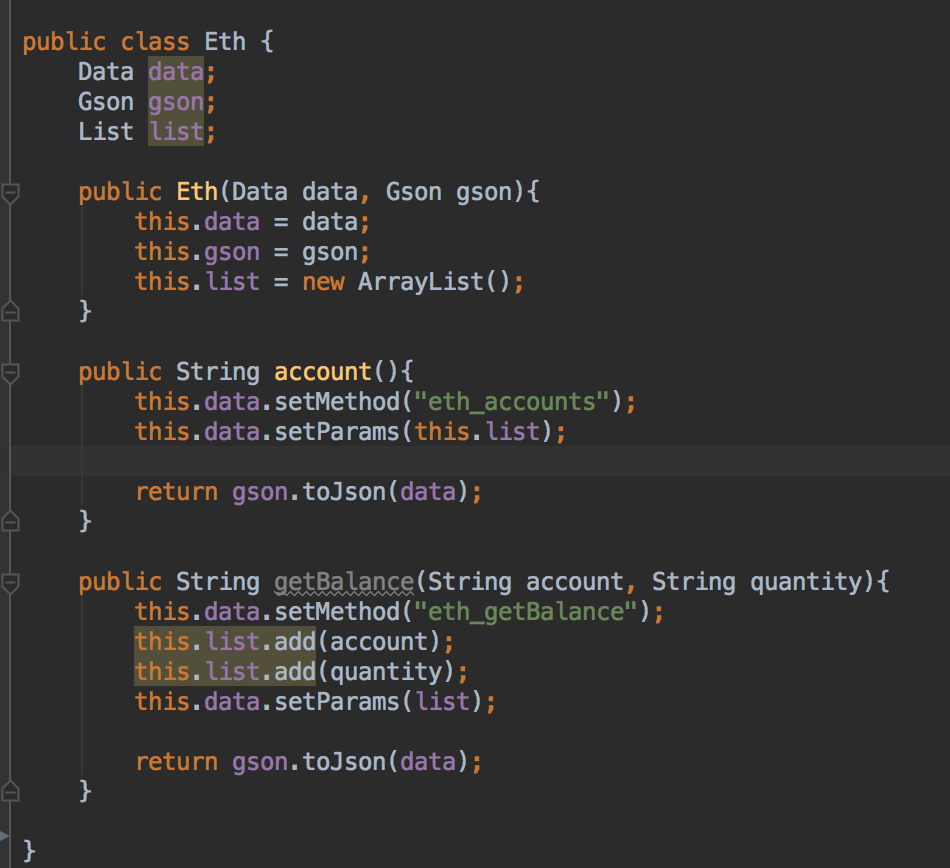 public class Eth {
    Data data;
    Gson gson;
    List list;

    public Eth(Data data, Gson gson){
        this.data = data;
        this.gson = gson;
        this.list = new ArrayList();
    }

    public String account(){
        this.data.setMethod("eth_accounts");
        this.data.setParams(this.list);

        return gson.toJson(data);
    }

    public String getBalance(String account, String quantity){
        this.data.setMethod("eth_getBalance");
        this.list.add(account);
        this.list.add(quantity);
        this.data.setParams(list);

        return gson.toJson(data);
    }

}